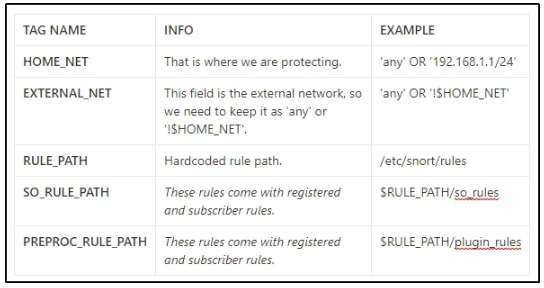 TAG NAME INFO EXAMPLE
HOME_NET That is where we are protecting. 'any' OR '192.168.1.1/24'
EXTERNAL_NET This field is the external network, so 'any' OR '!$HOME_NET'
we need to keep it as 'any' or
'!$HOME_NET'.
RULE_PATH Hardcoded rule path. /etc/snort/rules
SO_RULE_PATH These rules come with registered $RULE_PATH/so_rules
and subscriber rules.
PREPROC_RULE_PATH These rules come with registered $RULE_PATH/plugin_rules
and subscriber rules.